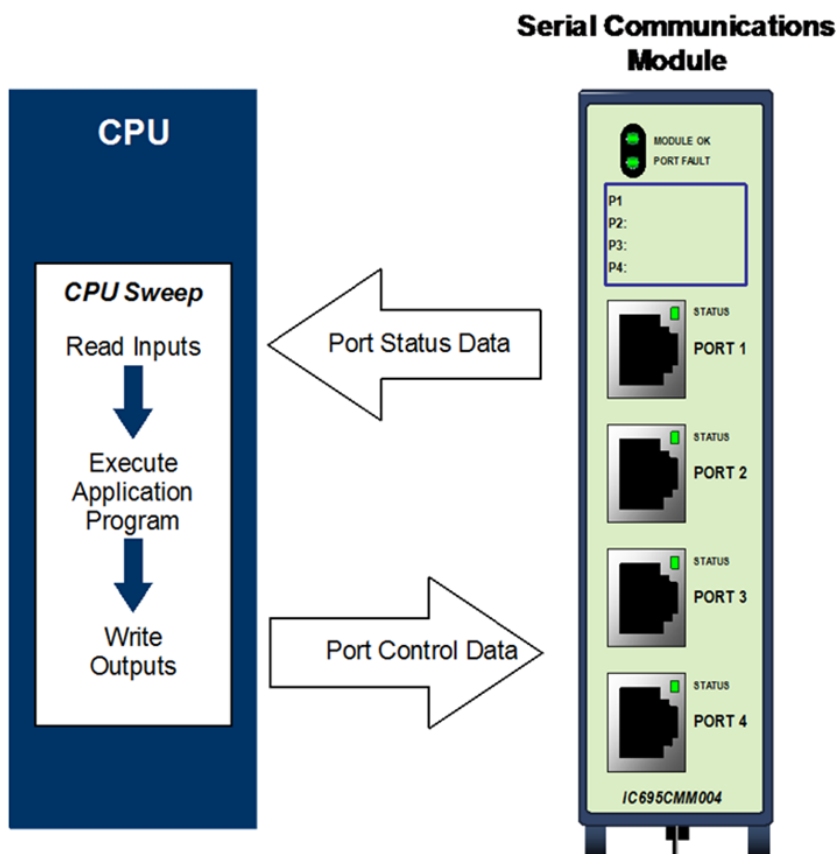 Serial Communications
Module
CPU
CPU Sweep
Read Inputs
Execute
Application
Program
Write
Outputs
Port Status Data
Port Control Data
MODULE OK
PORT FAULT
P1
P2:
P3:
P4:
STATUS
PORT 1
STATUS
PORT 2
STATUS
PORT 3
STATUS
PORT 4
IC695CMM004